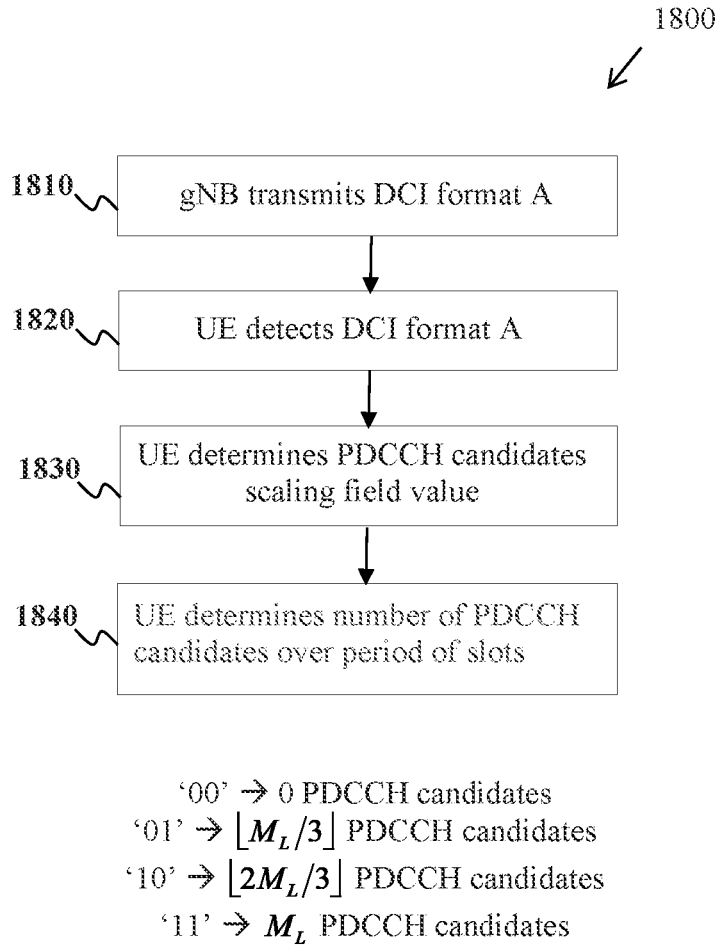 1800
1810
gNB transmits DCI format A
1820
UE detects DCI format A
1830
UE determines PDCCH candidates
scaling field value
1840
UE determines number of PDCCH
candidates over period of slots
‘00’ → 0 PDCCH candidates
‘01’ → ⌊M_L/3⌋ PDCCH candidates
‘10’ → ⌊2M_L/3⌋ PDCCH candidates
‘11’ → M_L PDCCH candidates